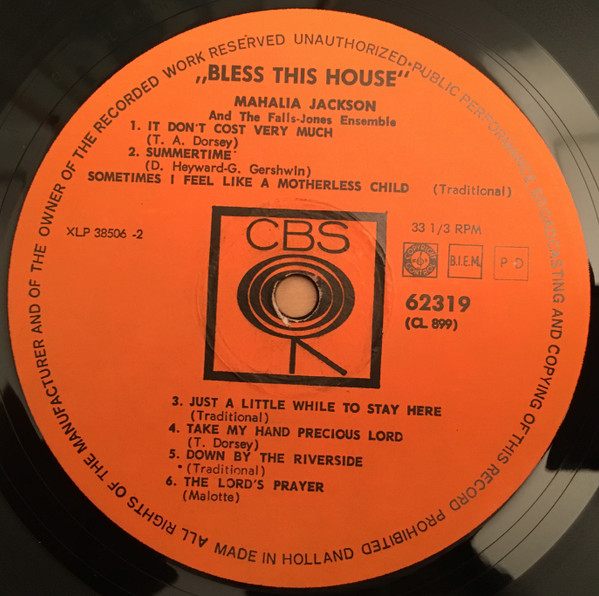 ALL RIGHTS OF THE MANUFACTURER AND OF THE OWNER OF THE RECORDED WORK RESERVED UNAUTHORIZED PUBLIC PERFORMANCE BROADCASTING AND COPYING OF THIS RECORD PROHIBITED
„BLESS THIS HOUSE"
MAHALIA JACKSON
And The Falls-Jones Ensemble
1. IT DON'T COST VERY MUCH
(T. A. Dorsey)
2. SUMMERTIME
(D. Heyward-G. Gershwin)
SOMETIMES I FEEL LIKE A MOTHERLESS CHILD (Traditional)
XLP 38506 -2
CBS
33 1/3 RPM
B.I.E.M.
P D
62319
(CL 899)
3. JUST A LITTLE WHILE TO STAY HERE
(Traditional)
4. TAKE MY HAND PRECIOUS LORD
(T. Dorsey)
5. DOWN BY THE RIVERSIDE
(Traditional)
6. THE LORD'S PRAYER
(Malotte)
MADE IN HOLLAND